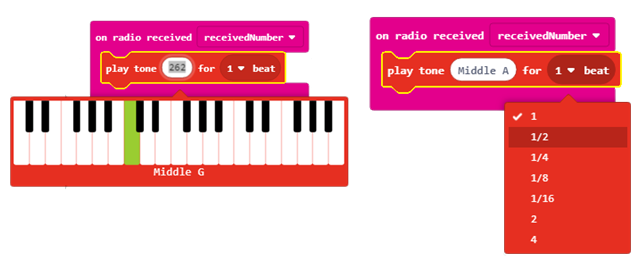 on radio received receivedNumber
play tone 262 for 1 beat
Middle G
on radio received receivedNumber
play tone Middle A for 1 beat
1
1/2
1/4
1/8
1/16
2
4